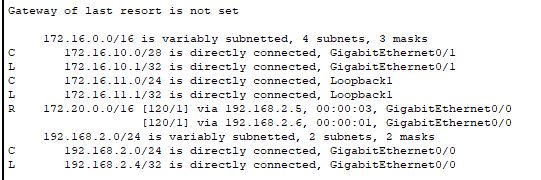 Gateway of last resort is not set
172.16.0.0/16 is variably subnetted, 4 subnets, 3 masks
C 172.16.10.0/28 is directly connected, GigabitEthernet0/1
L 172.16.10.1/32 is directly connected, GigabitEthernet0/1
C 172.16.11.0/24 is directly connected, Loopback1
L 172.16.11.1/32 is directly connected, Loopback1
R 172.20.0.0/16 [120/1] via 192.168.2.5, 00:00:03, GigabitEthernet0/0
[120/1] via 192.168.2.6, 00:00:01, GigabitEthernet0/0
192.168.2.0/24 is variably subnetted, 2 subnets, 2 masks
C 192.168.2.0/24 is directly connected, GigabitEthernet0/0
L 192.168.2.4/32 is directly connected, GigabitEthernet0/0